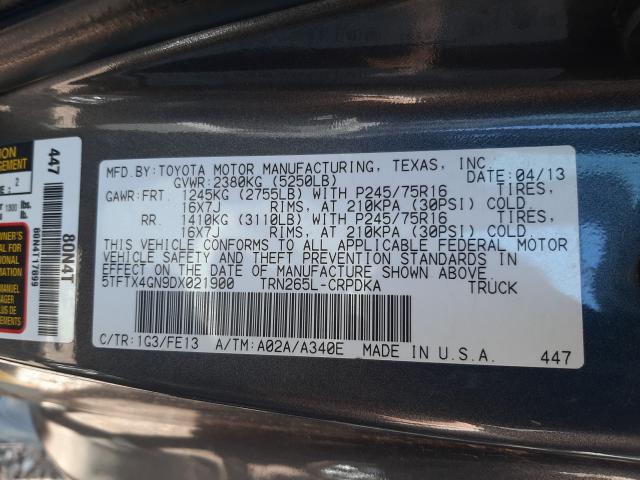 MFD. BY: TOYOTA MOTOR MANUFACTURING, TEXAS, INC.
GVWR: 2380KG (5250LB) DATE: 04/13
GAWR: FRT 1245KG (2755LB) WITH P245/75R16 TIRES,
16X7J RIMS, AT 210KPA (30PSI) COLD
RR 1410KG (3110LB) WITH P245/75R16 TIRES,
16X7J RIMS, AT 210KPA (30PSI) COLD
THIS VEHICLE CONFORMS TO ALL APPLICABLE FEDERAL MOTOR
VEHICLE SAFETY AND THEFT PREVENTION STANDARDS IN
EFFECT ON THE DATE OF MANUFACTURE SHOWN ABOVE.
5TFTX4GN9DX021900 TRN265L-CRPDKA TRUCK
C/TR: 1G3/FE13 A/TM: A02A/A340E MADE IN U.S.A. 447
447
80N4T
80N4T17899
2
lbs.